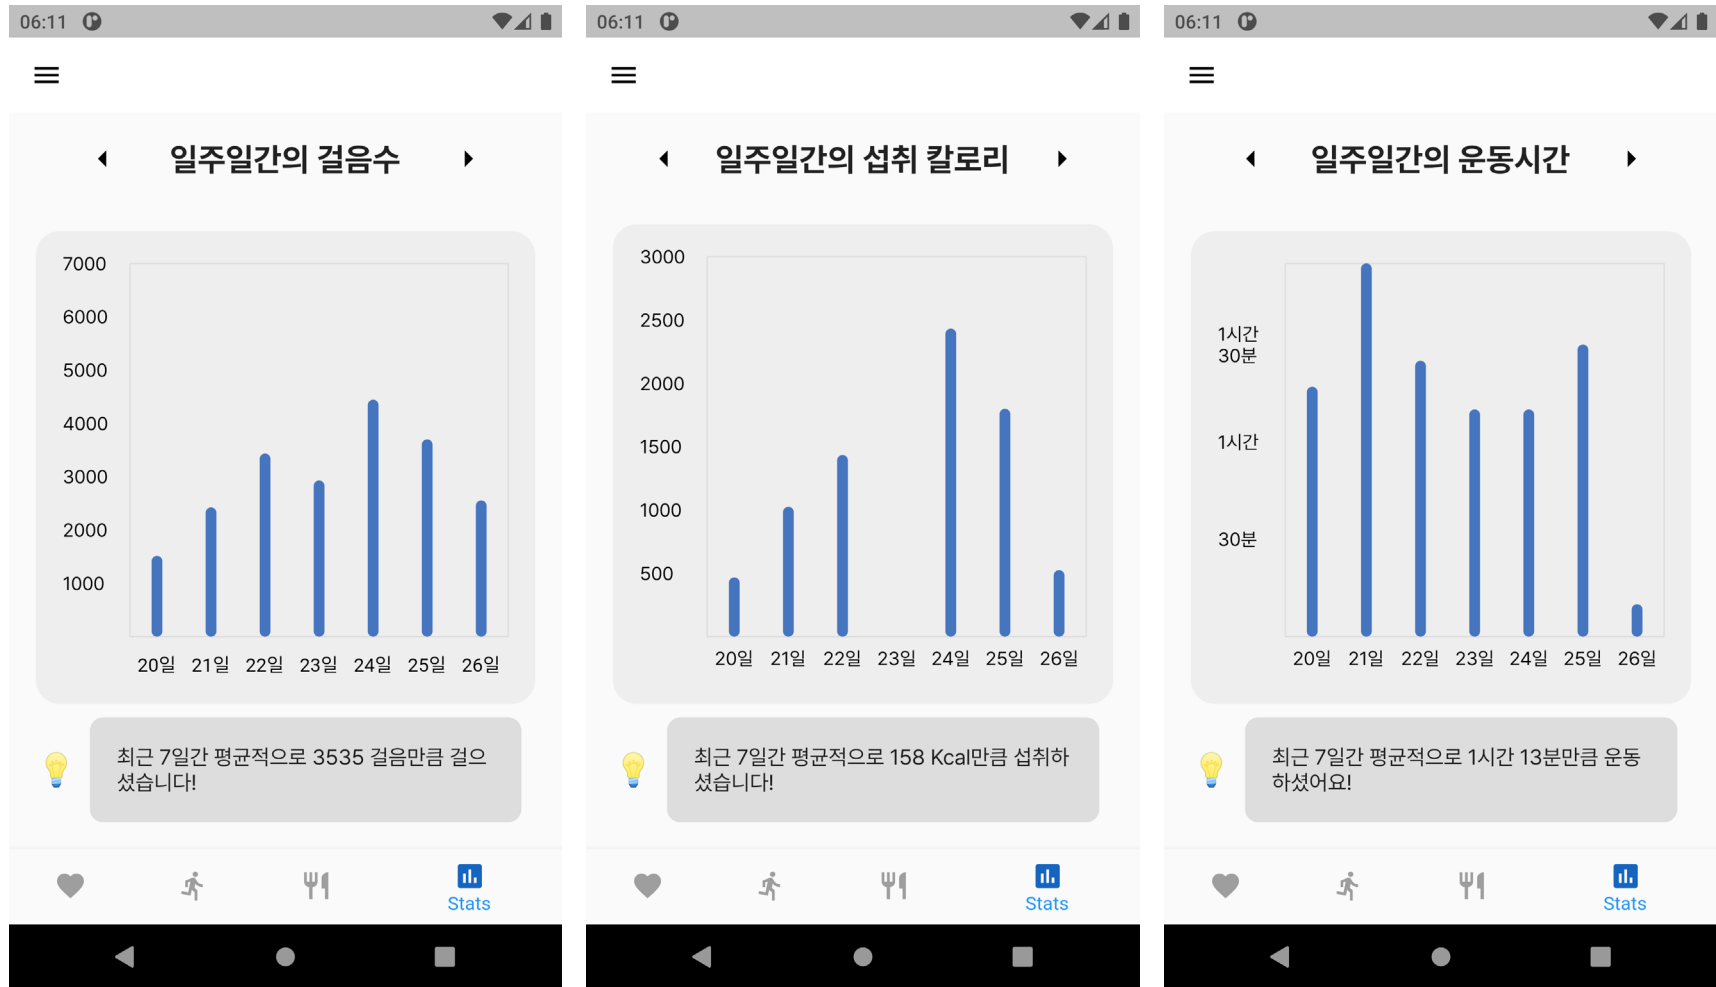 06:11
일주일간의 걸음수
7000
6000
5000
4000
3000
2000
1000
20일 21일 22일 23일 24일 25일 26일
최근 7일간 평균적으로 3535 걸음만큼 걸으
셨습니다!
Stats
06:11
일주일간의 섭취 칼로리
3000
2500
2000
1500
1000
500
20일 21일 22일 23일 24일 25일 26일
최근 7일간 평균적으로 158 Kcal만큼 섭취하
셨습니다!
Stats
06:11
일주일간의 운동시간
1시간
30분
1시간
30분
20일 21일 22일 23일 24일 25일 26일
최근 7일간 평균적으로 1시간 13분만큼 운동
하셨어요!
Stats